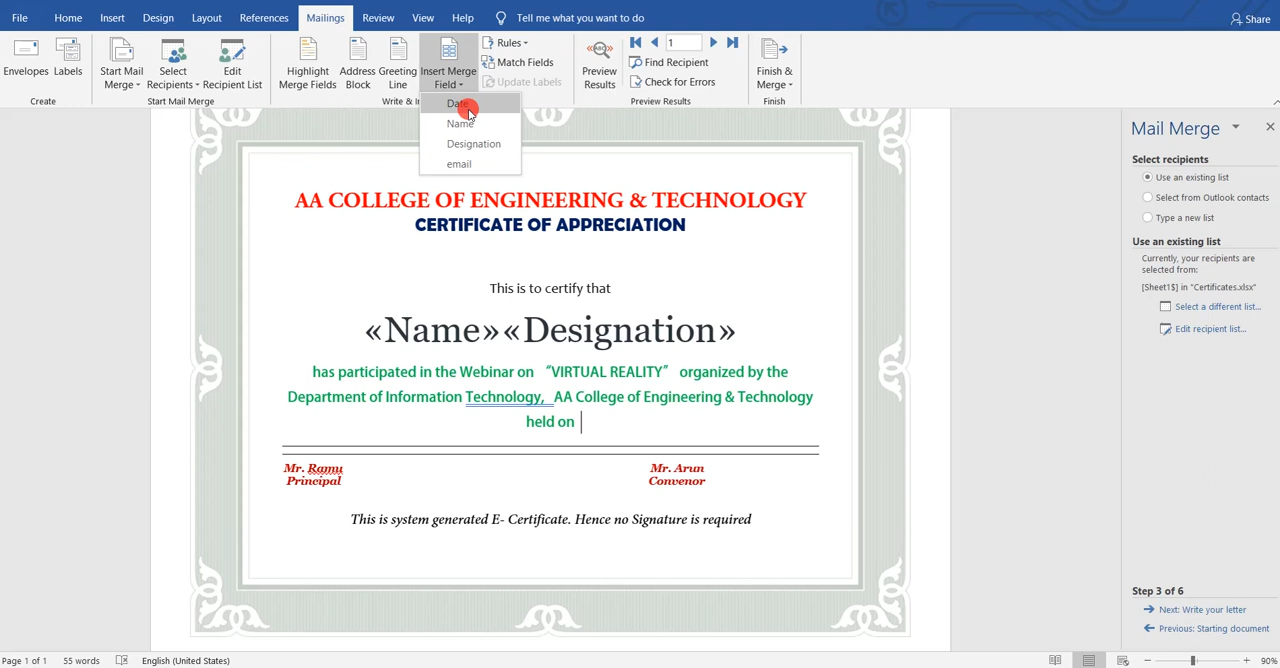 File Home Insert Design Layout References Mailings Review View Help Tell me what you want to do Share
Envelopes Labels
Create
Start Mail Merge
Select Recipients
Edit Recipient List
Start Mail Merge
Highlight Merge Fields
Address Block
Greeting Line
Insert Merge Field
Write & I
Rules
Match Fields
Update Labels
Preview Results
1
Find Recipient
Check for Errors
Preview Results
Finish & Merge
Finish
Date
Name
Designation
email
AA COLLEGE OF ENGINEERING & TECHNOLOGY
CERTIFICATE OF APPRECIATION
This is to certify that
«Name»«Designation»
has participated in the Webinar on “VIRTUAL REALITY” organized by the
Department of Information Technology, AA College of Engineering & Technology
held on
Mr. Ramu
Principal
Mr. Arun
Convenor
This is system generated E- Certificate. Hence no Signature is required
Mail Merge
Select recipients
Use an existing list
Select from Outlook contacts
Type a new list
Use an existing list
Currently, your recipients are
selected from:
[Sheet1$] in "Certificates.xlsx"
Select a different list...
Edit recipient list...
Step 3 of 6
Next: Write your letter
Previous: Starting document
Page 1 of 1 55 words English (United States) 90%